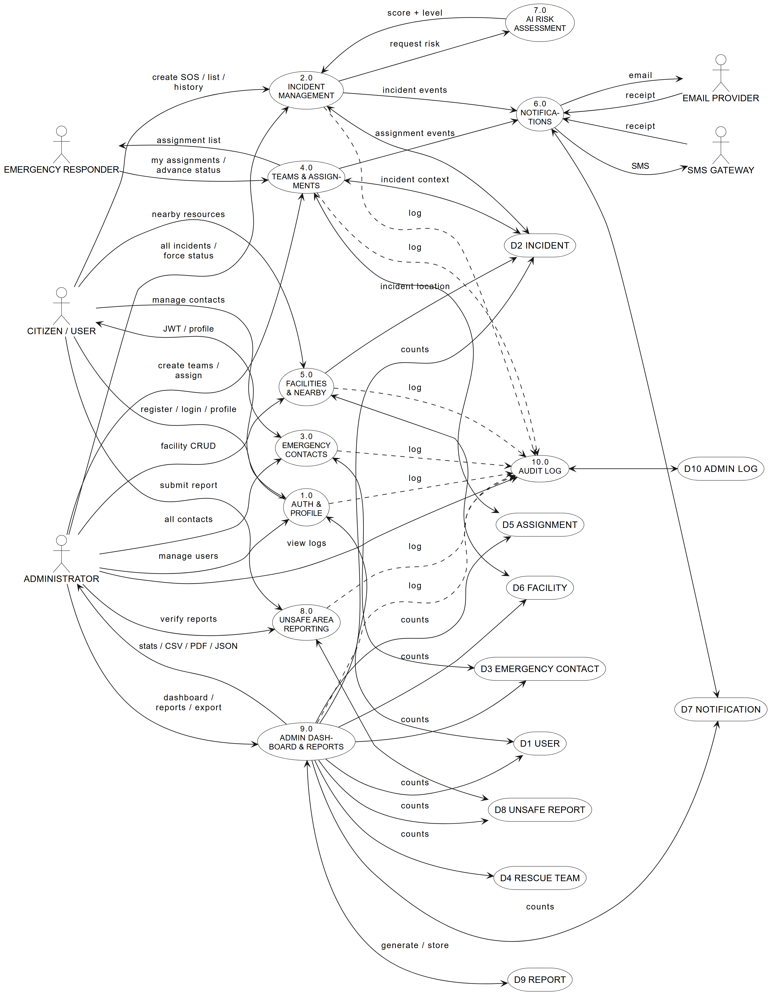 score + level
7.0
AI RISK
ASSESSMENT
request risk
create SOS / list /
history
2.0
INCIDENT
MANAGEMENT
incident events
email
receipt
EMAIL PROVIDER
6.0
NOTIFICA-
TIONS
receipt
SMS
SMS GATEWAY
EMERGENCY RESPONDER
assignment list
my assignments /
advance status
assignment events
4.0
TEAMS & ASSIGN-
MENTS
incident context
nearby resources
log
all incidents /
force status
log
D2 INCIDENT
incident location
CITIZEN / USER
manage contacts
JWT / profile
counts
create teams /
assign
5.0
FACILITIES
& NEARBY
log
register / login / profile
facility CRUD
3.0
EMERGENCY
CONTACTS
log
10.0
AUDIT LOG
D10 ADMIN LOG
log
submit report
1.0
AUTH &
PROFILE
all contacts
D5 ASSIGNMENT
view logs
log
manage users
ADMINISTRATOR
log
D6 FACILITY
verify reports
8.0
UNSAFE AREA
REPORTING
counts
stats / CSV / PDF / JSON
counts
D3 EMERGENCY CONTACT
dashboard /
reports / export
D7 NOTIFICATION
counts
9.0
ADMIN DASH-
BOARD & REPORTS
D1 USER
counts
counts
D8 UNSAFE REPORT
counts
D4 RESCUE TEAM
counts
generate / store
D9 REPORT